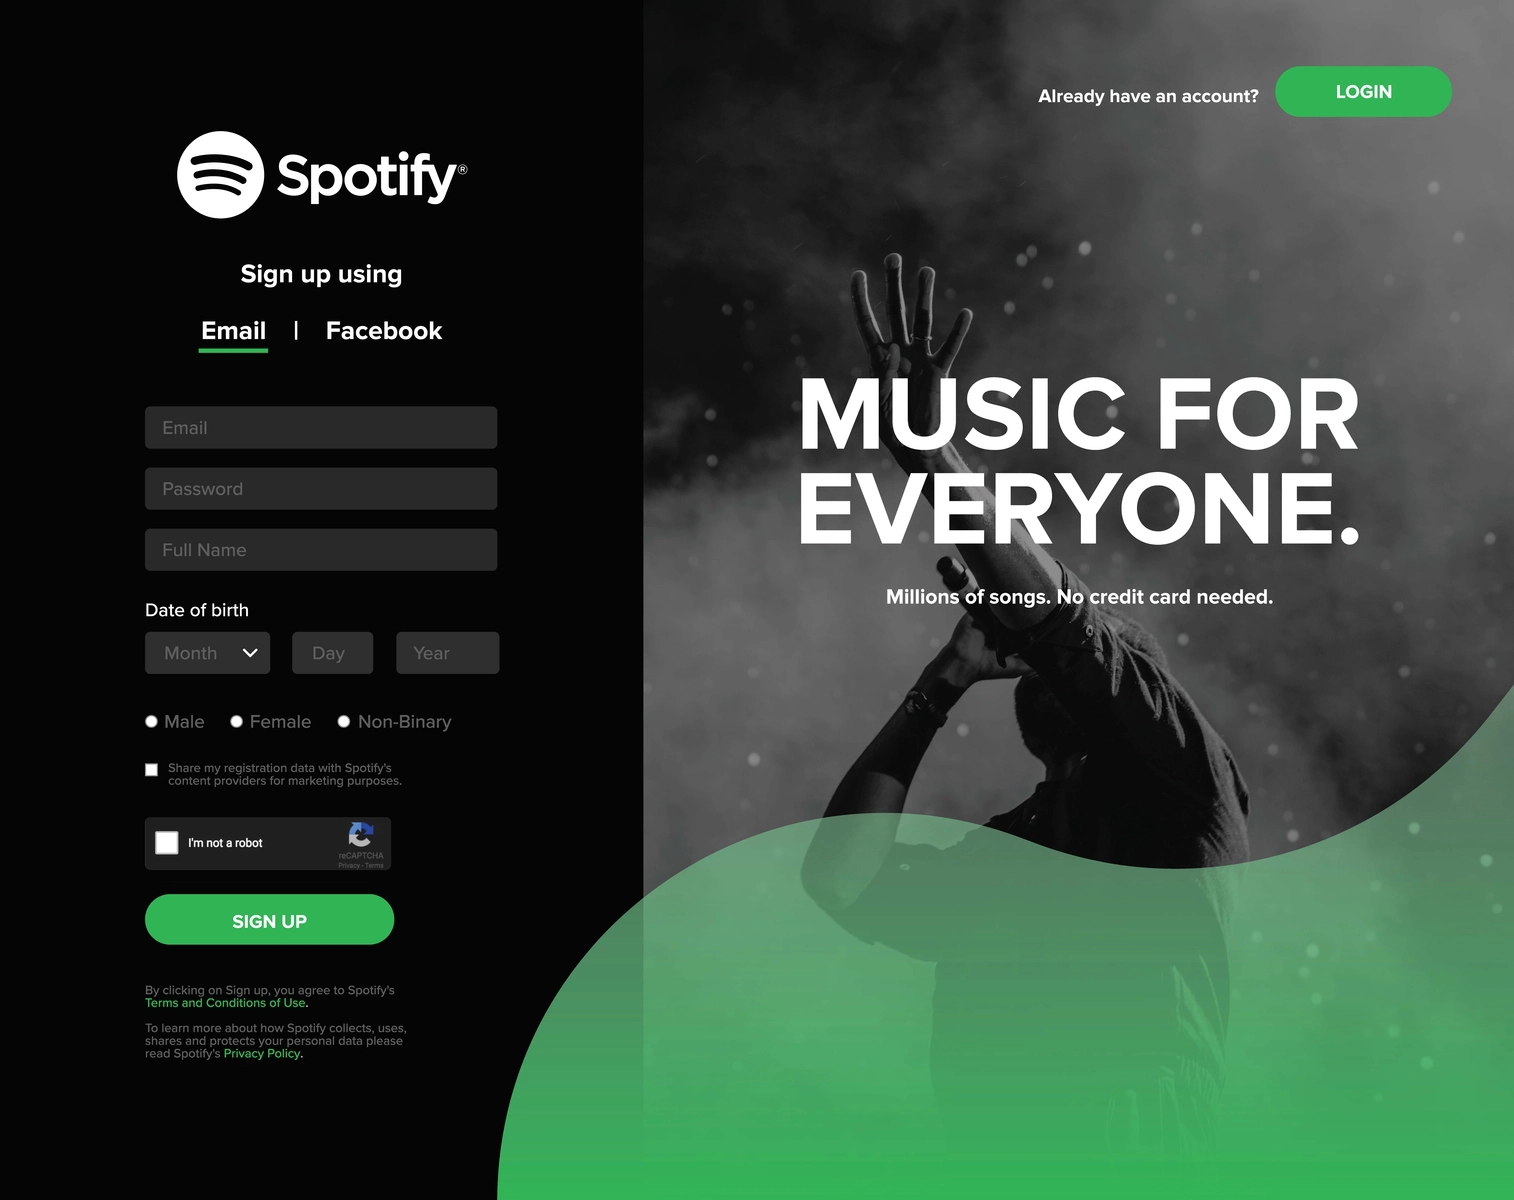 Already have an account?
LOGIN
Spotify®
Sign up using
Email | Facebook
Email
Password
Full Name
Date of birth
Month Day Year
Male Female Non-Binary
Share my registration data with Spotify's
content providers for marketing purposes.
I'm not a robot
reCAPTCHA
Privacy - Terms
SIGN UP
By clicking on Sign up, you agree to Spotify's
Terms and Conditions of Use.
To learn more about how Spotify collects, uses,
shares and protects your personal data please
read Spotify's Privacy Policy.
MUSIC FOR
EVERYONE.
Millions of songs. No credit card needed.